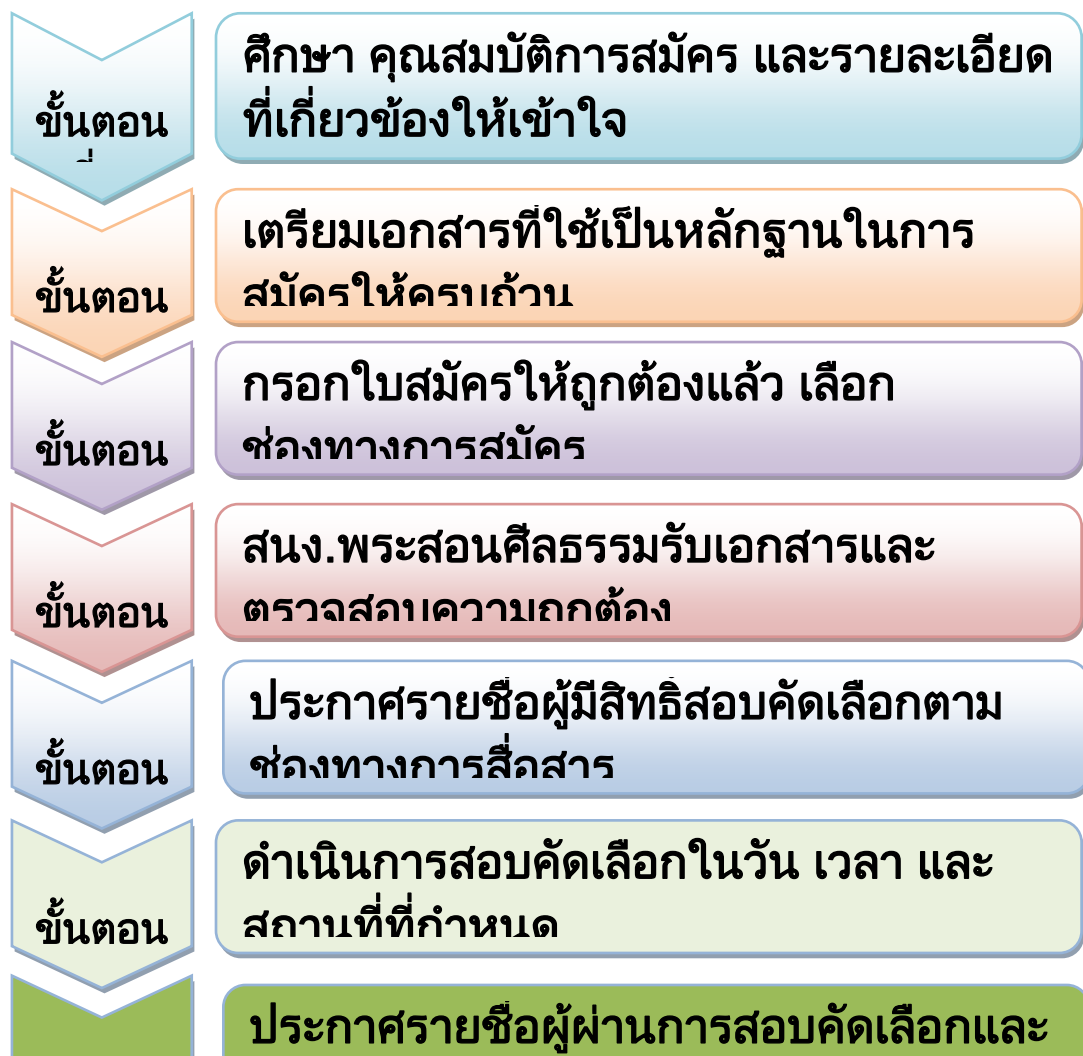 ศึกษา คุณสมบัติการสมัคร และรายละเอียด
ที่เกี่ยวข้องให้เข้าใจ
ขั้นตอน
เตรียมเอกสารที่ใช้เป็นหลักฐานในการ
สมัครให้ครบถ้วน
ขั้นตอน
กรอกใบสมัครให้ถูกต้องแล้ว เลือก
ช่องทางการสมัคร
ขั้นตอน
สนง.พระสอนศีลธรรมรับเอกสารและ
ตรวจสอบความถูกต้อง
ขั้นตอน
ประกาศรายชื่อผู้มีสิทธิ์สอบคัดเลือกตาม
ช่องทางการสื่อสาร
ขั้นตอน
ดำเนินการสอบคัดเลือกในวัน เวลา และ
สถานที่ที่กำหนด
ขั้นตอน
ประกาศรายชื่อผู้ผ่านการสอบคัดเลือกและ